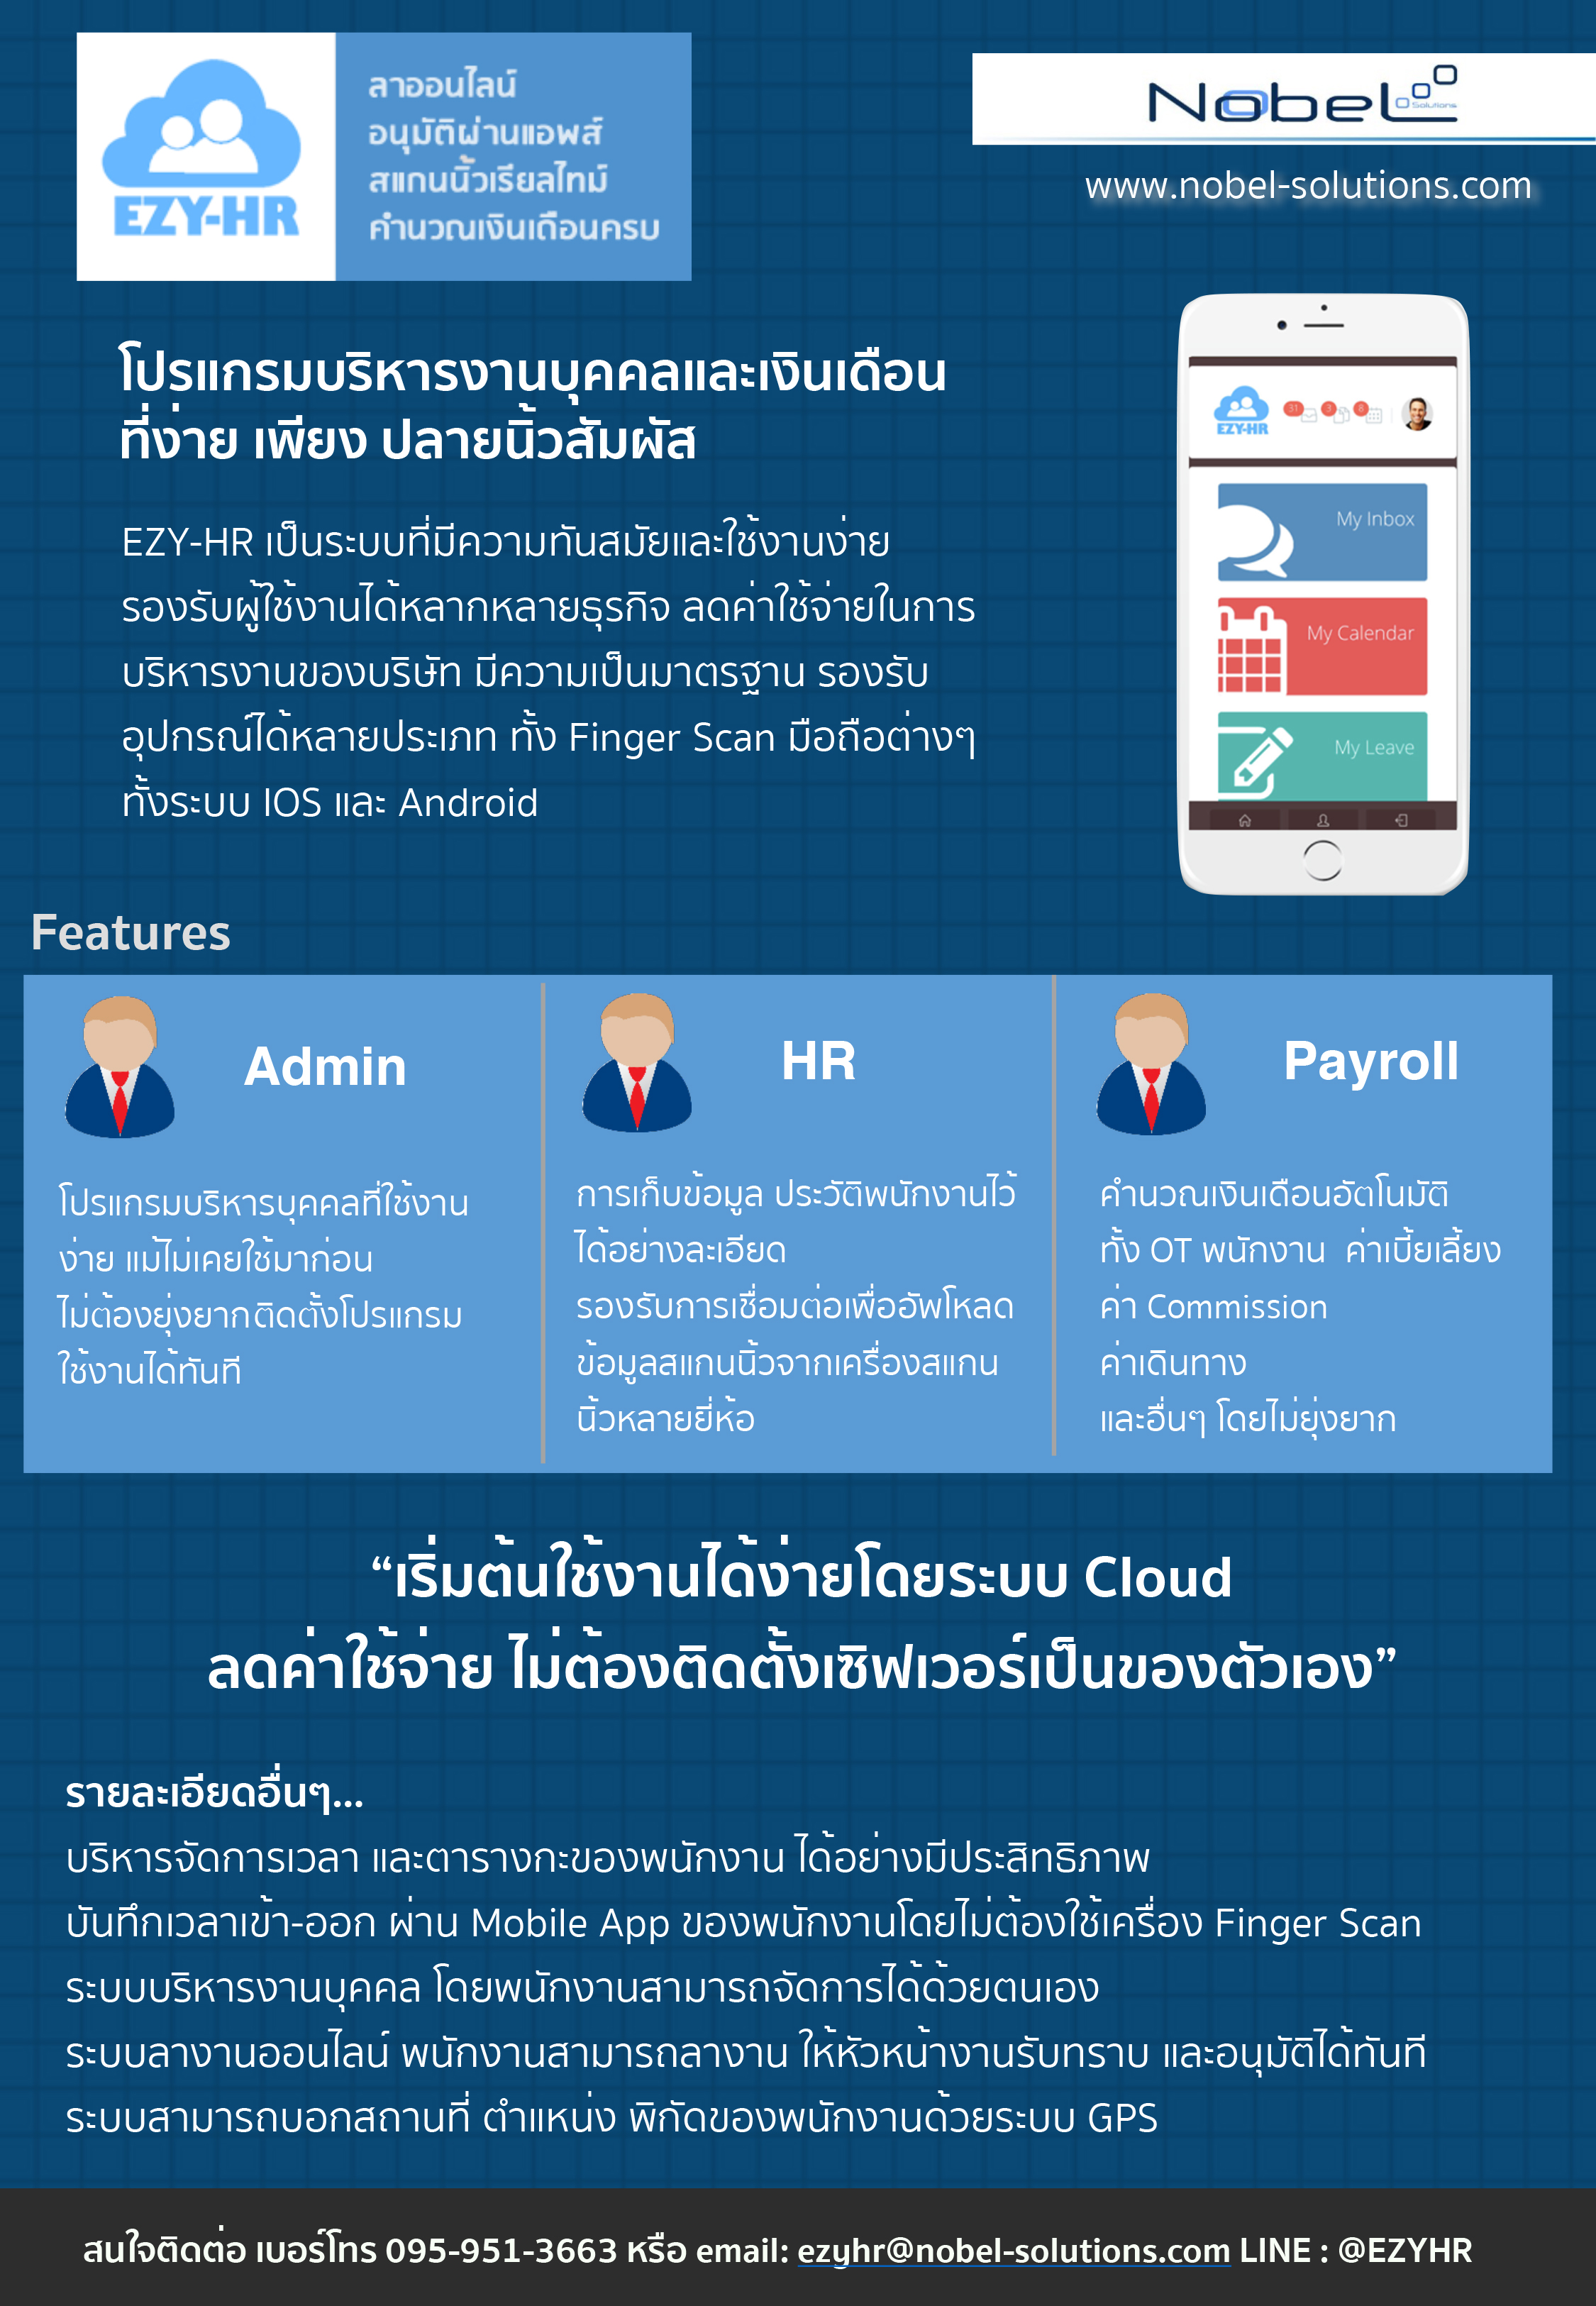 EZY-HR
ลาออนไลน์
อนุมัติผ่านแอพส์
สแกนนิ้วเรียลไทม์
คำนวณเงินเดือนครบ
Nobel
Solutions
www.nobel-solutions.com
โปรแกรมบริหารงานบุคคลและเงินเดือน
ที่ง่าย เพียง ปลายนิ้วสัมผัส
EZY-HR เป็นระบบที่มีความทันสมัยและใช้งานง่าย
รองรับผู้ใช้งานได้หลากหลายธุรกิจ ลดค่าใช้จ่ายในการ
บริหารงานของบริษัท มีความเป็นมาตรฐาน รองรับ
อุปกรณ์ได้หลายประเภท ทั้ง Finger Scan มือถือต่างๆ
ทั้งระบบ IOS และ Android
EZY-HR
31 3 8
My Inbox
My Calendar
My Leave
Features
Admin
โปรแกรมบริหารบุคคลที่ใช้งาน
ง่าย แม้ไม่เคยใช้มาก่อน
ไม่ต้องยุ่งยากติดตั้งโปรแกรม
ใช้งานได้ทันที
HR
การเก็บข้อมูล ประวัติพนักงานไว้
ได้อย่างละเอียด
รองรับการเชื่อมต่อเพื่ออัพโหลด
ข้อมูลสแกนนิ้วจากเครื่องสแกน
นิ้วหลายยี่ห้อ
Payroll
คำนวณเงินเดือนอัตโนมัติ
ทั้ง OT พนักงาน ค่าเบี้ยเลี้ยง
ค่า Commission
ค่าเดินทาง
และอื่นๆ โดยไม่ยุ่งยาก
“เริ่มต้นใช้งานได้ง่ายโดยระบบ Cloud
ลดค่าใช้จ่าย ไม่ต้องติดตั้งเซิฟเวอร์เป็นของตัวเอง”
รายละเอียดอื่นๆ...
บริหารจัดการเวลา และตารางกะของพนักงาน ได้อย่างมีประสิทธิภาพ
บันทึกเวลาเข้า-ออก ผ่าน Mobile App ของพนักงานโดยไม่ต้องใช้เครื่อง Finger Scan
ระบบบริหารงานบุคคล โดยพนักงานสามารถจัดการได้ด้วยตนเอง
ระบบลางานออนไลน์ พนักงานสามารถลางาน ให้หัวหน้างานรับทราบ และอนุมัติได้ทันที
ระบบสามารถบอกสถานที่ ตำแหน่ง พิกัดของพนักงานด้วยระบบ GPS
สนใจติดต่อ เบอร์โทร 095-951-3663 หรือ email: ezyhr@nobel-solutions.com LINE : @EZYHR